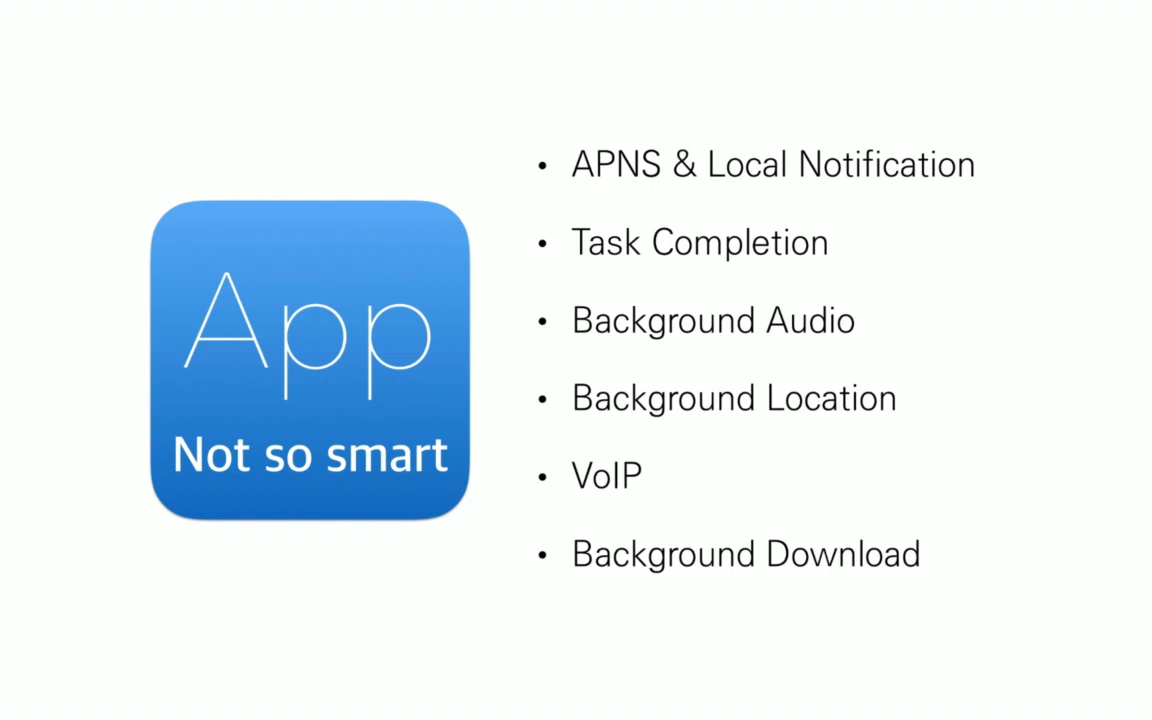 App
Not so smart
• APNS & Local Notification
• Task Completion
• Background Audio
• Background Location
• VoIP
• Background Download